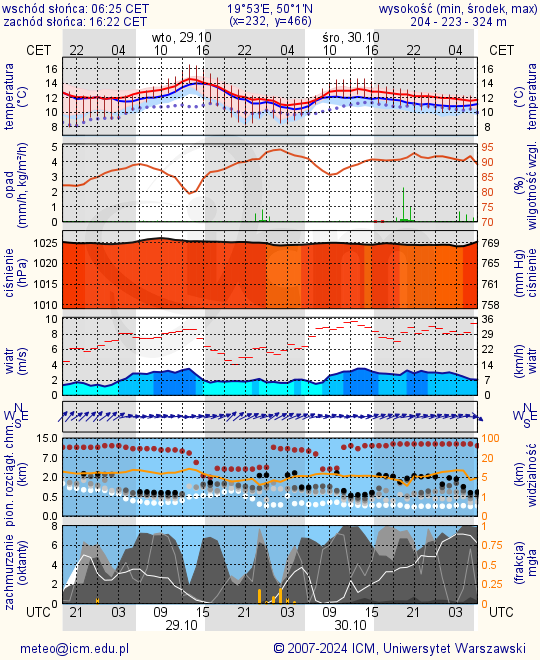 wschód słońca: 06:25 CET 19°53'E, 50°1'N wysokość (min, środek, max)
zachód słońca: 16:22 CET (x=232, y=466) 204 - 223 - 324 m
wto, 29.10 śro, 30.10
CET 22 04 10 16 22 04 10 16 22 04 CET
temperatura (°C)
16 14 12 10 8
16 14 12 10 8
temperatura (°C)
opad (mm/h, kg/m²/h)
5 4 3 2 1 0
95 90 85 80 75 70
(%) wilgotność wzgl.
ciśnienie (hPa)
1025 1020 1015 1010
769 765 761 758
(mm Hg) ciśnienie
wiatr (m/s)
10 8 6 4 2 0
36 29 22 14 7 0
(km/h) wiatr
N W E S
N W E S
pion. rozciągł. chm. (km)
15.0 7.0 2.0 0.5 0.0
100 20 5 1 0
(km) widzialność
zachmurzenie (oktanty)
8 6 4 2 0
1 0.75 0.5 0.25 0
(frakcja) mgła
UTC 21 03 09 15 21 03 09 15 21 03 UTC
29.10 30.10
meteo@icm.edu.pl © 2007-2024 ICM, Uniwersytet Warszawski